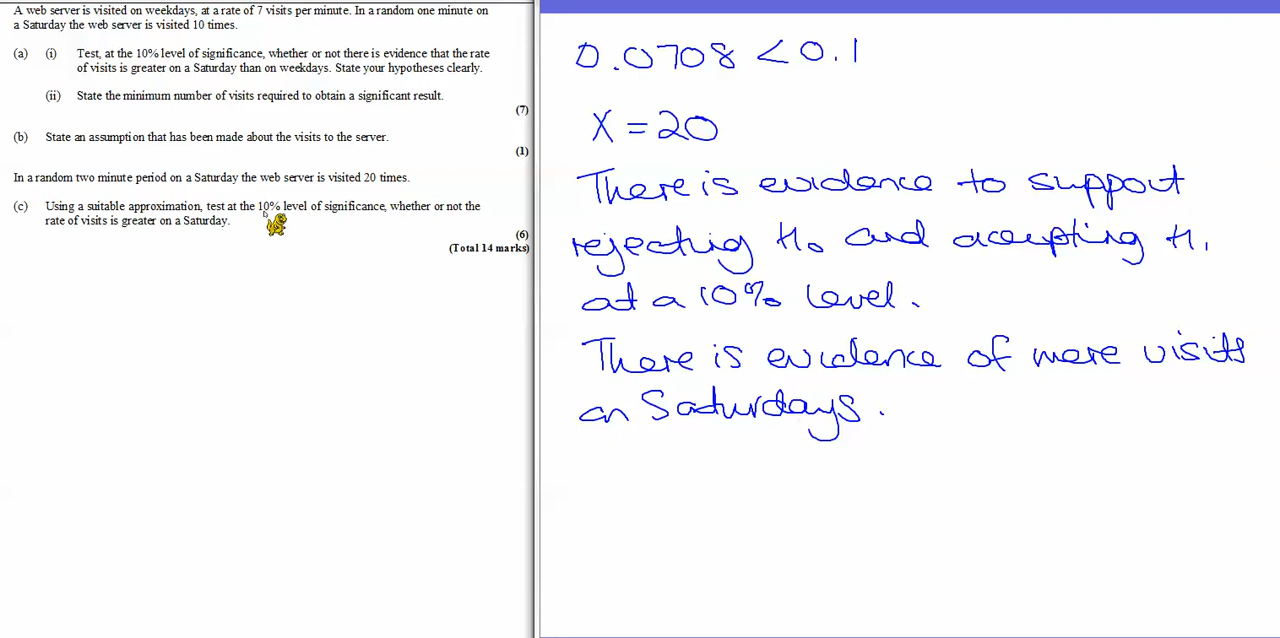 A web server is visited on weekdays, at a rate of 7 visits per minute. In a random one minute on
a Saturday the web server is visited 10 times.
(a) (i) Test, at the 10% level of significance, whether or not there is evidence that the rate
of visits is greater on a Saturday than on weekdays. State your hypotheses clearly.
(ii) State the minimum number of visits required to obtain a significant result.
(7)
(b) State an assumption that has been made about the visits to the server.
(1)
In a random two minute period on a Saturday the web server is visited 20 times.
(c) Using a suitable approximation, test at the 10% level of significance, whether or not the
rate of visits is greater on a Saturday.
(6)
(Total 14 marks)
0.0708 < 0.1
X = 20
There is evidence to support
rejecting H₀ and accepting H₁
at a 10% level.
There is evidence of more visits
on Saturdays.